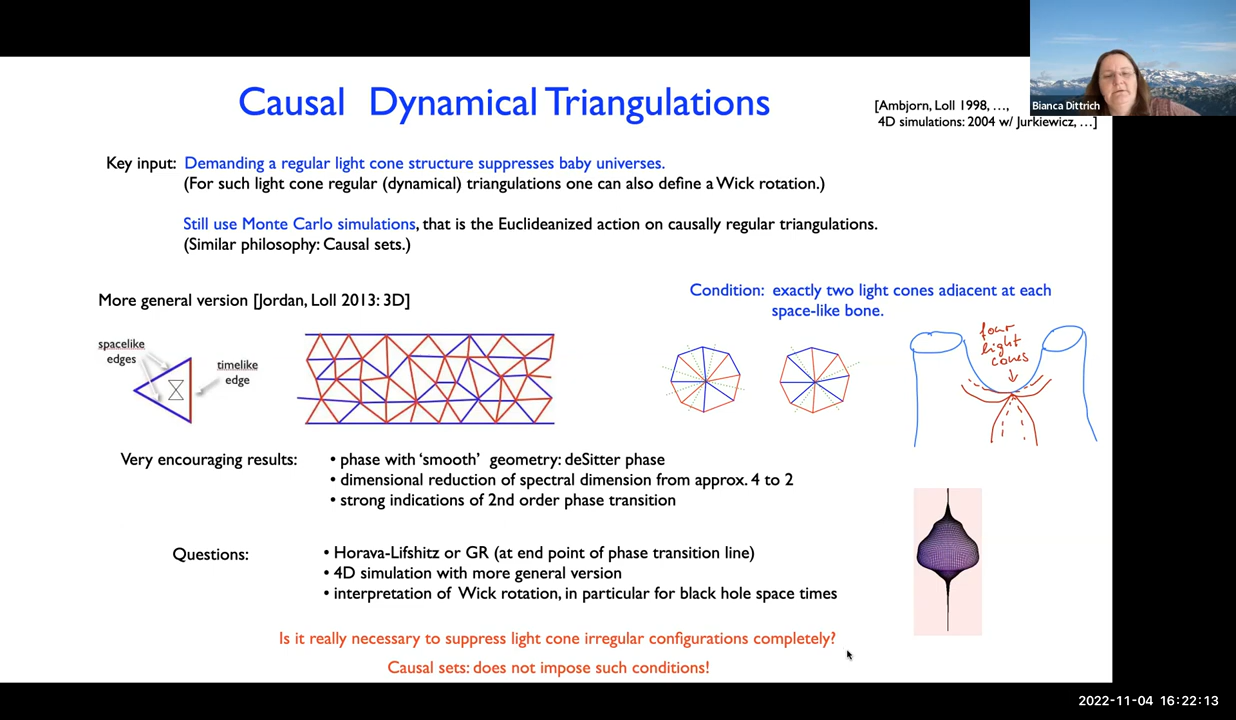 Bianca Dittrich
Causal Dynamical Triangulations
[Ambjorn, Loll 1998, …,
4D simulations: 2004 w/ Jurkiewicz, …]
Key input: Demanding a regular light cone structure suppresses baby universes.
(For such light cone regular (dynamical) triangulations one can also define a Wick rotation.)
Still use Monte Carlo simulations, that is the Euclideanized action on causally regular triangulations.
(Similar philosophy: Causal sets.)
More general version [Jordan, Loll 2013: 3D]
Condition: exactly two light cones adjacent at each
space-like bone.
spacelike
edges
timelike
edge
four
light
cones
Very encouraging results:
• phase with ‘smooth’ geometry: deSitter phase
• dimensional reduction of spectral dimension from approx. 4 to 2
• strong indications of 2nd order phase transition
Questions:
• Horava-Lifshitz or GR (at end point of phase transition line)
• 4D simulation with more general version
• interpretation of Wick rotation, in particular for black hole space times
Is it really necessary to suppress light cone irregular configurations completely?
Causal sets: does not impose such conditions!
2022-11-04 16:22:13